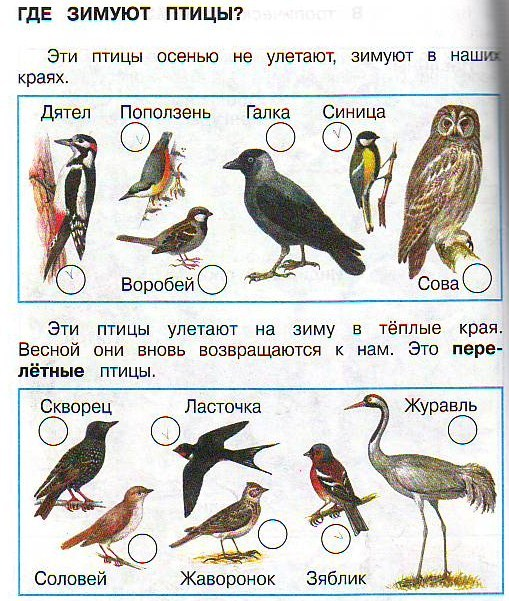 ГДЕ ЗИМУЮТ ПТИЦЫ?
Эти птицы осенью не улетают, зимуют в наших
краях.
Дятел Поползень Галка Синица
Воробей Сова
Эти птицы улетают на зиму в тёплые края.
Весной они вновь возвращаются к нам. Это пере-
лётные птицы.
Скворец Ласточка Журавль
Соловей Жаворонок Зяблик